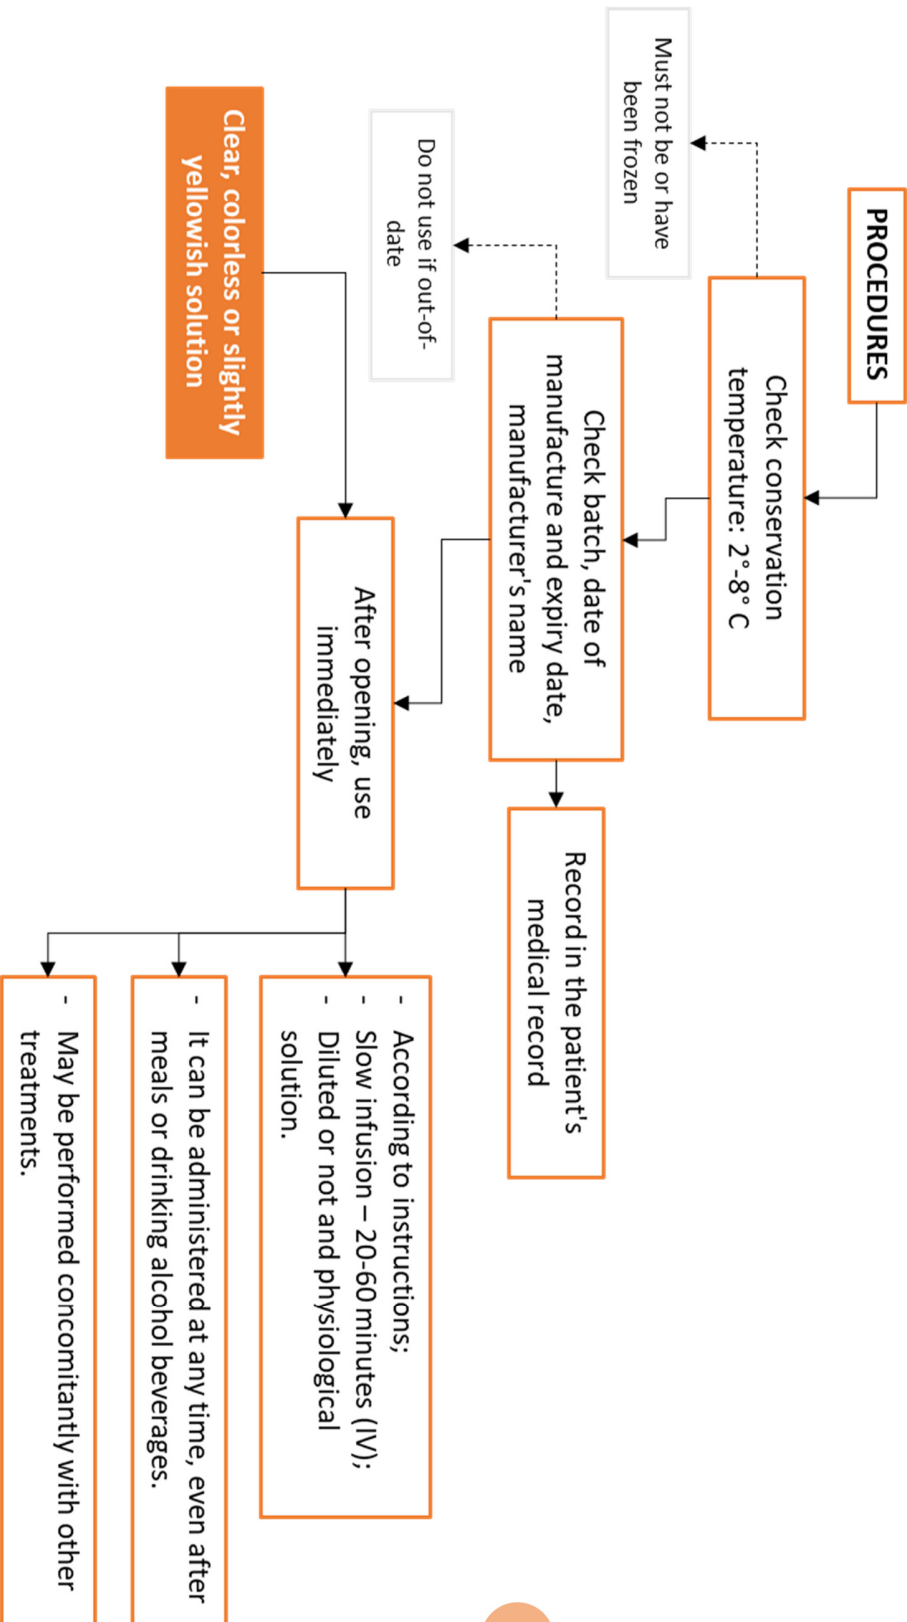 PROCEDURES
Check conservation
temperature: 2°-8° C
Must not be or have
been frozen
Check batch, date of
manufacture and expiry date,
manufacturer's name
Do not use if out-of-
date
Record in the patient's
medical record
Clear, colorless or slightly
yellowish solution
After opening, use
immediately
- According to instructions;
- Slow infusion – 20-60 minutes (IV);
- Diluted or not and physiological
solution.
- It can be administered at any time, even after
meals or drinking alcohol beverages.
- May be performed concomitantly with other
treatments.